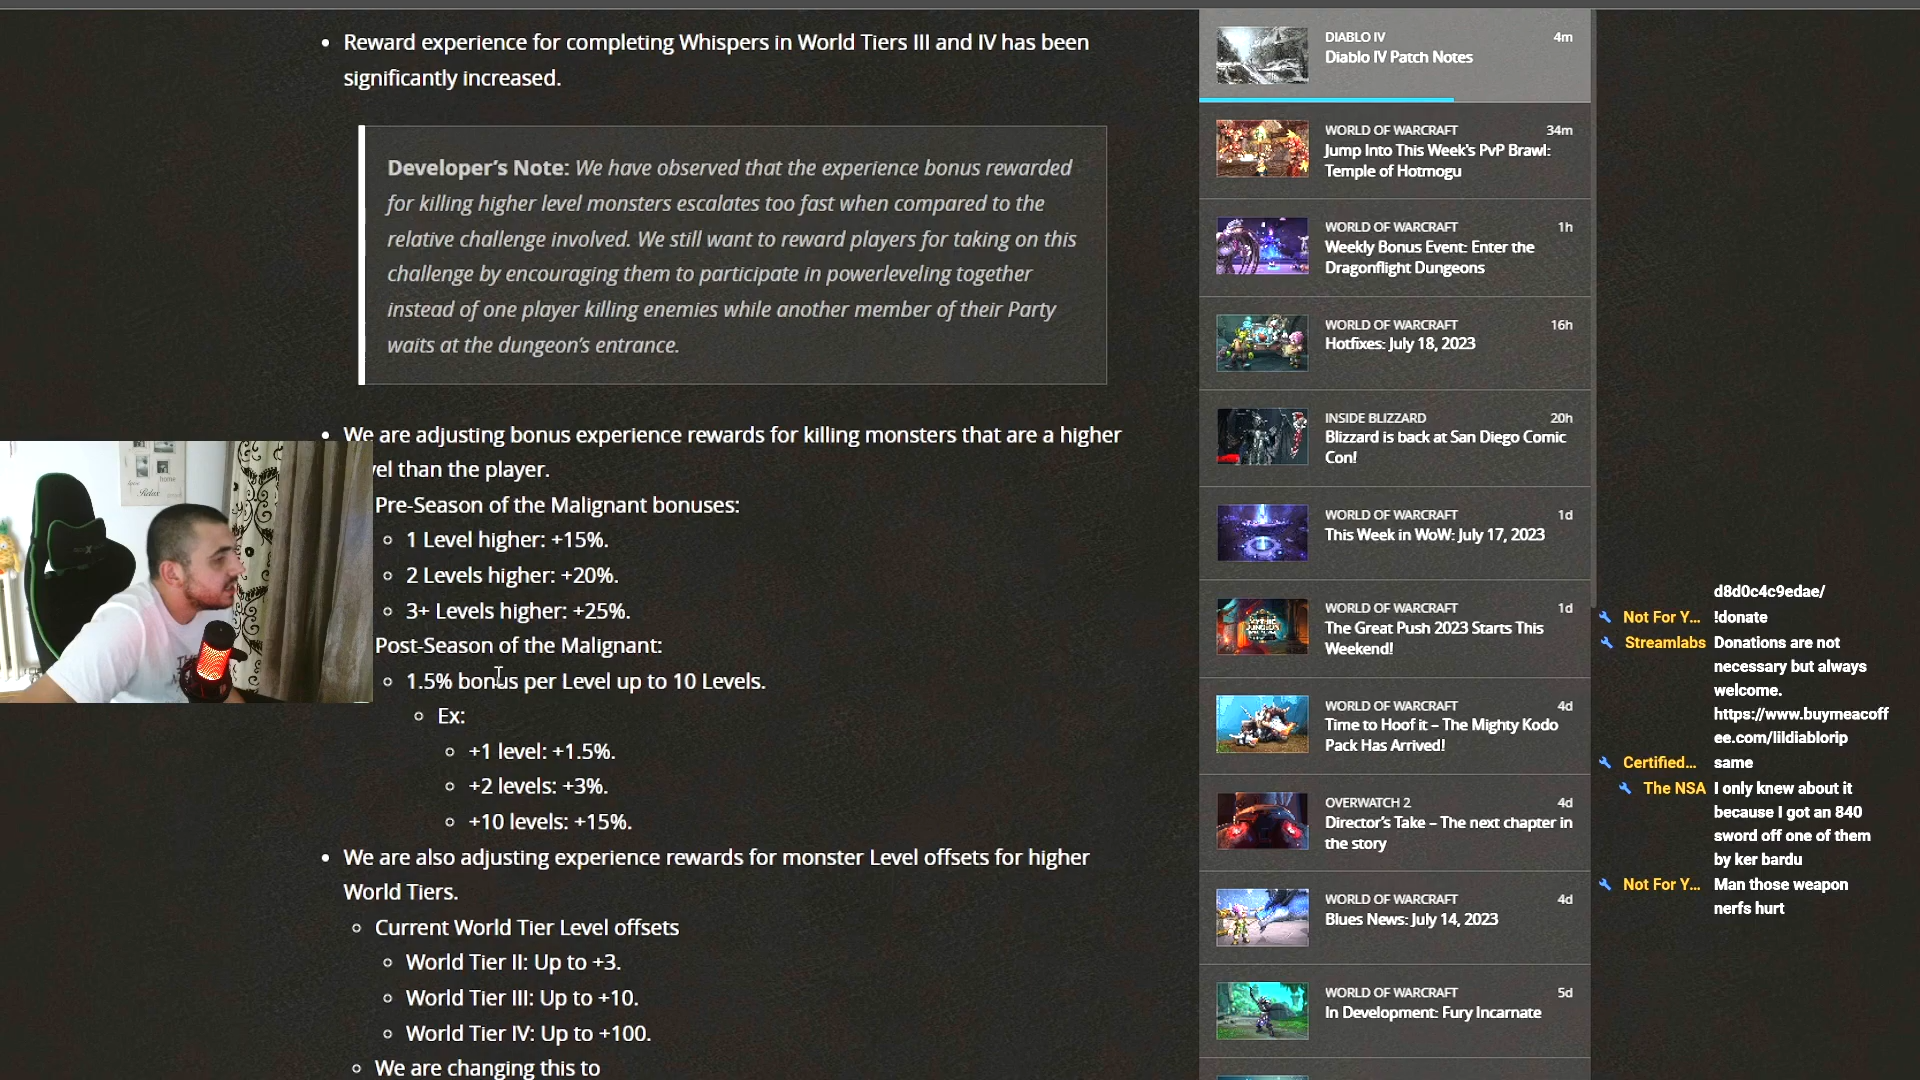 Reward experience for completing Whispers in World Tiers III and IV has been
significantly increased.
Developer's Note: We have observed that the experience bonus rewarded
for killing higher level monsters escalates too fast when compared to the
relative challenge involved. We still want to reward players for taking on this
challenge by encouraging them to participate in powerleveling together
instead of one player killing enemies while another member of their Party
waits at the dungeon's entrance.
We are adjusting bonus experience rewards for killing monsters that are a higher
vel than the player.
Pre-Season of the Malignant bonuses:
1 Level higher: +15%.
2 Levels higher: +20%.
3+ Levels higher: +25%.
Post-Season of the Malignant:
1.5% bonus per Level up to 10 Levels.
Ex:
+1 level: +1.5%.
+2 levels: +3%.
+10 levels: +15%.
We are also adjusting experience rewards for monster Level offsets for higher
World Tiers.
Current World Tier Level offsets
World Tier II: Up to +3.
World Tier III: Up to +10.
World Tier IV: Up to +100.
We are changing this to
DIABLO IV 4m
Diablo IV Patch Notes
WORLD OF WARCRAFT 34m
Jump Into This Week's PvP Brawl:
Temple of Hotmogu
WORLD OF WARCRAFT 1h
Weekly Bonus Event: Enter the
Dragonflight Dungeons
WORLD OF WARCRAFT 16h
Hotfixes: July 18, 2023
INSIDE BLIZZARD 20h
Blizzard is back at San Diego Comic
Con!
WORLD OF WARCRAFT 1d
This Week in WoW: July 17, 2023
WORLD OF WARCRAFT 1d
The Great Push 2023 Starts This
Weekend!
WORLD OF WARCRAFT 4d
Time to Hoof it – The Mighty Kodo
Pack Has Arrived!
OVERWATCH 2 4d
Director's Take – The next chapter in
the story
WORLD OF WARCRAFT 4d
Blues News: July 14, 2023
WORLD OF WARCRAFT 5d
In Development: Fury Incarnate
d8d0c4c9edae/
Not For Y... !donate
Streamlabs Donations are not
necessary but always
welcome.
https://www.buymeacoff
ee.com/lildiablorip
Certified... same
The NSA I only knew about it
because I got an 840
sword off one of them
by ker bardu
Not For Y... Man those weapon
nerfs hurt
home
Relax